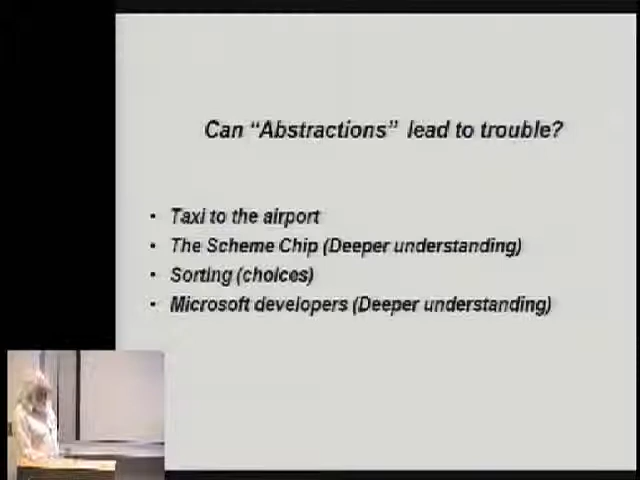 Can “Abstractions” lead to trouble?
• Taxi to the airport
• The Scheme Chip (Deeper understanding)
• Sorting (choices)
• Microsoft developers (Deeper understanding)